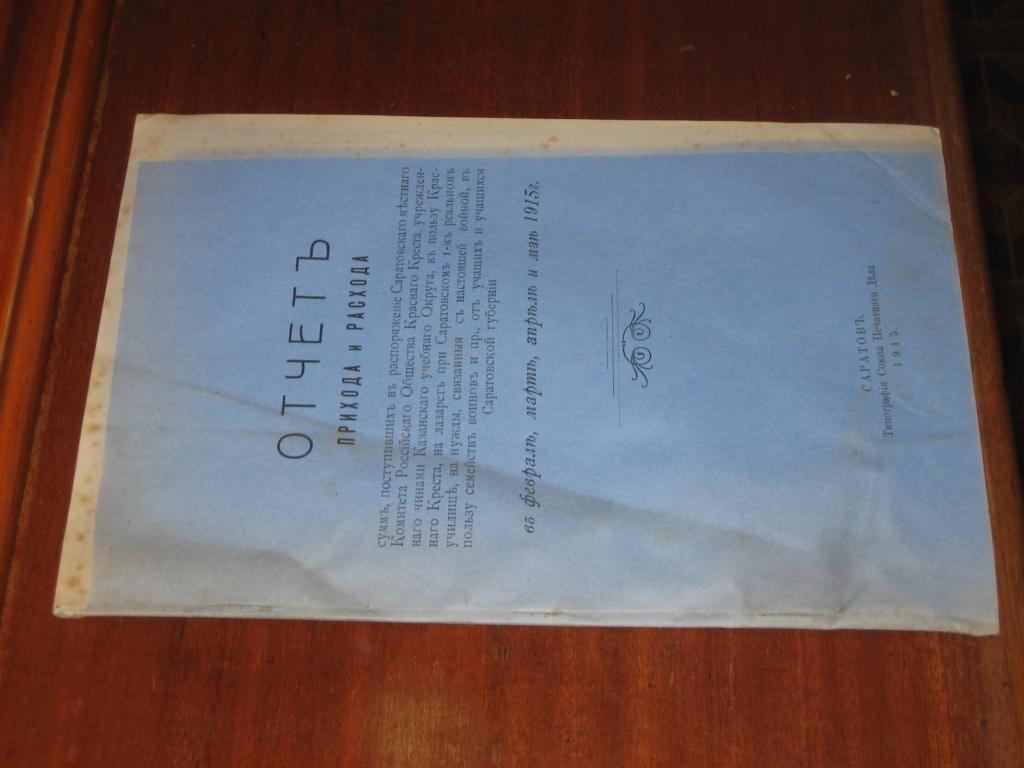 ОТЧЕТЪ
ПРИХОДА И РАСХОДА
суммъ, поступившихъ въ распоряженіе Саратовскаго мѣстнаго
Комитета Россійскаго Общества Краснаго Креста, учрежден-
наго чинами Казанскаго учебнаго Округа, въ пользу Крас-
наго Креста, на лазаретъ при Саратовскомъ 1-мъ реальномъ
училищѣ, на нужды, связанныя съ настоящей войной, въ
пользу семействъ воиновъ и пр., отъ учащихъ и учащихся
Саратовской губерніи
въ февралѣ, мартѣ, апрѣлѣ и маѣ 1915г.
САРАТОВЪ.
Типографія Союза Печатнаго Дѣла
1915.